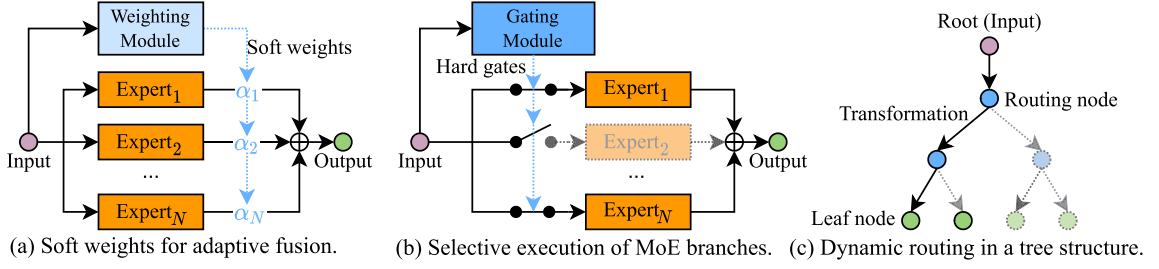 Weighting
Module
Soft weights
Expert1
α1
Expert2
α2
...
ExpertN
αN
Input
Output
(a) Soft weights for adaptive fusion.
Gating
Module
Hard gates
Expert1
Expert2
...
ExpertN
Input
Output
(b) Selective execution of MoE branches.
Root (Input)
Routing node
Transformation
Leaf node
(c) Dynamic routing in a tree structure.